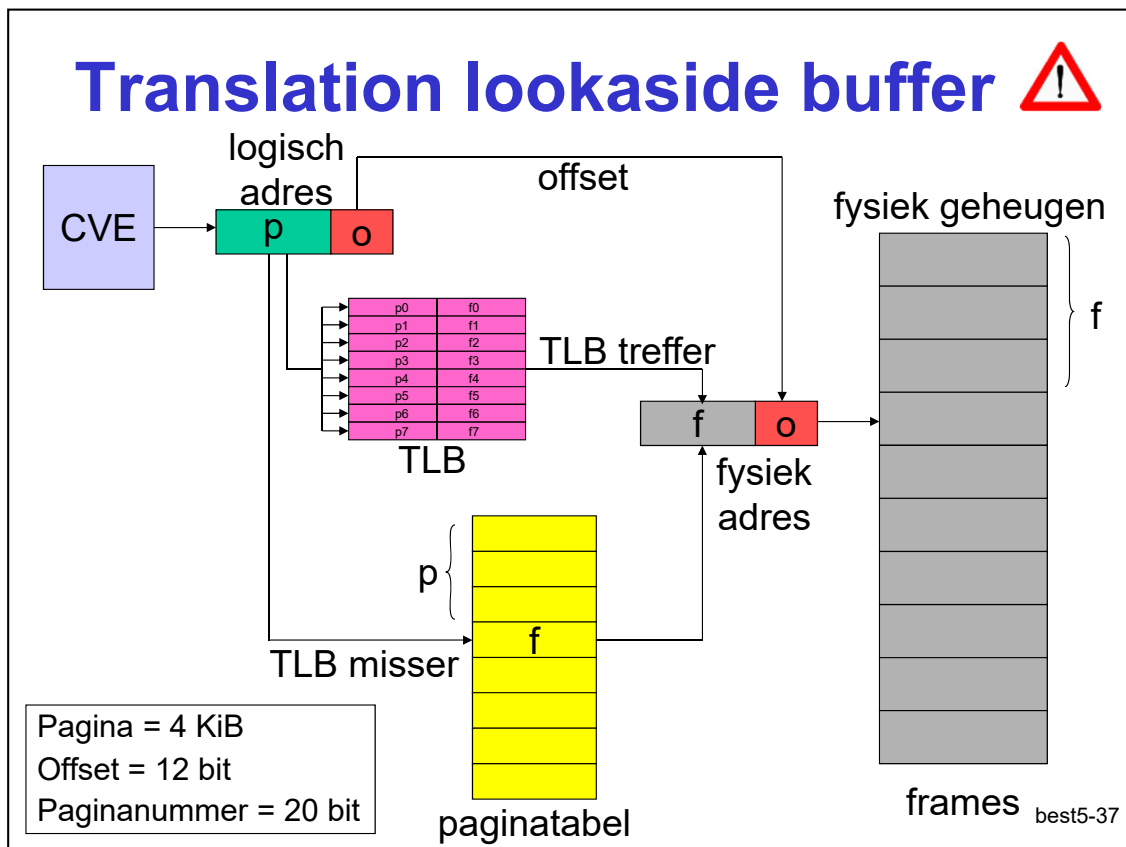 Translation lookaside buffer
logisch
adres
offset
fysiek geheugen
CVE
p o
f
p0 f0
p1 f1
p2 f2
p3 f3
p4 f4
p5 f5
p6 f6
p7 f7
TLB treffer
TLB
f o
fysiek
adres
p
f
TLB misser
Pagina = 4 KiB
Offset = 12 bit
Paginanummer = 20 bit
paginatabel
frames
best5-37